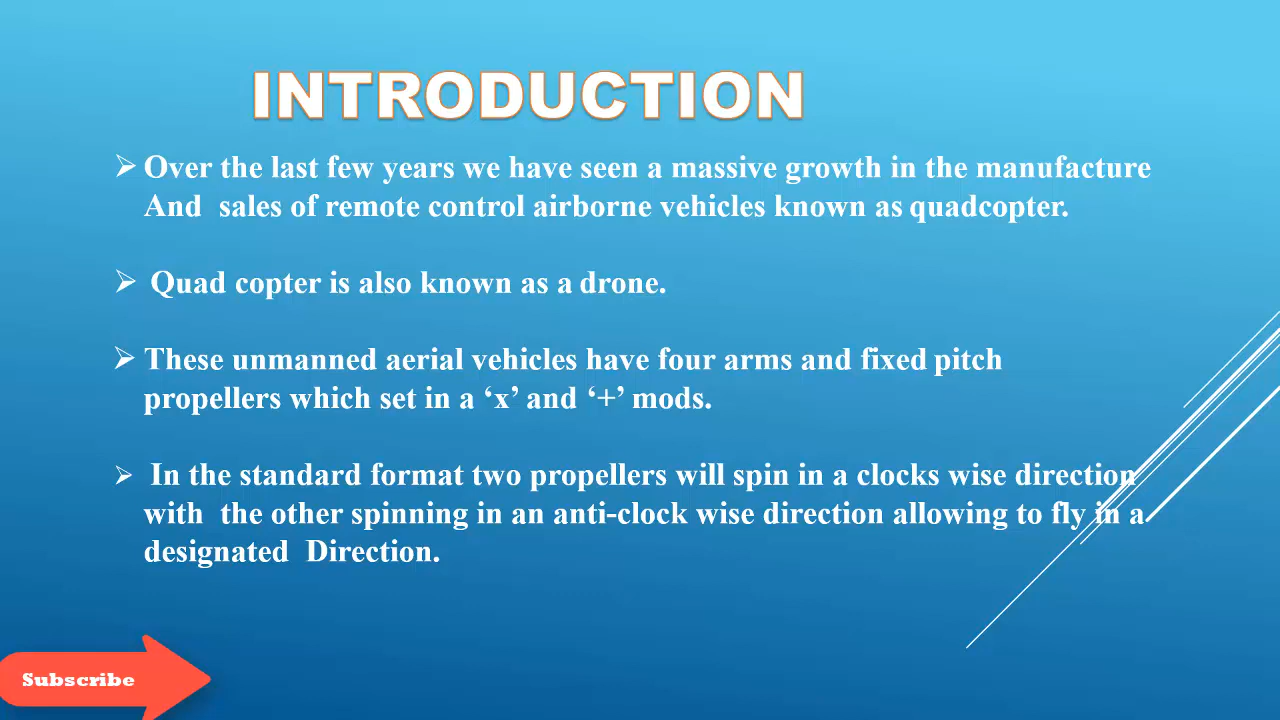 INTRODUCTION
Over the last few years we have seen a massive growth in the manufacture
And sales of remote control airborne vehicles known as quadcopter.
Quad copter is also known as a drone.
These unmanned aerial vehicles have four arms and fixed pitch
propellers which set in a ‘x’ and ‘+’ mods.
In the standard format two propellers will spin in a clocks wise direction
with the other spinning in an anti-clock wise direction allowing to fly in a
designated Direction.
Subscribe